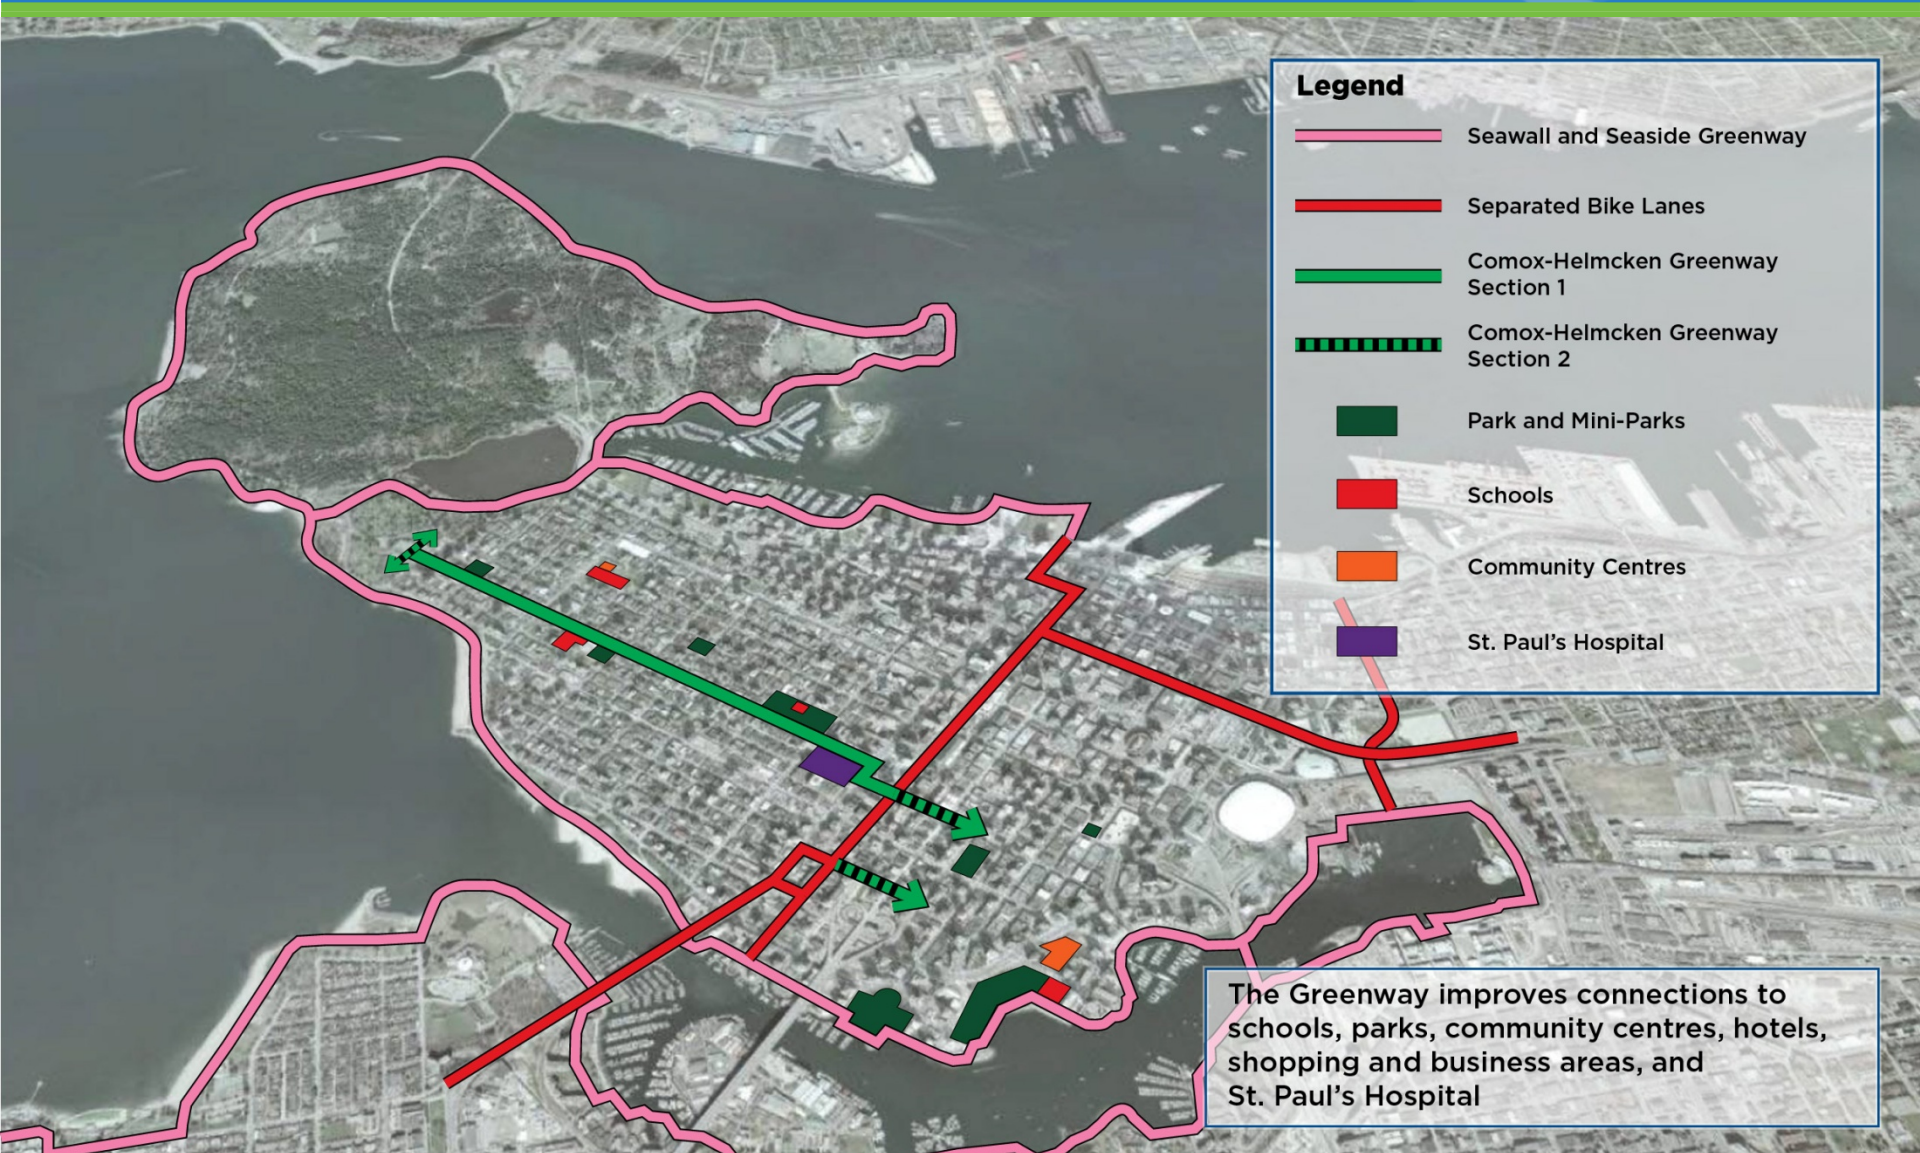 Legend
Seawall and Seaside Greenway
Separated Bike Lanes
Comox-Helmcken Greenway
Section 1
Comox-Helmcken Greenway
Section 2
Park and Mini-Parks
Schools
Community Centres
St. Paul's Hospital
The Greenway improves connections to
schools, parks, community centres, hotels,
shopping and business areas, and
St. Paul's Hospital